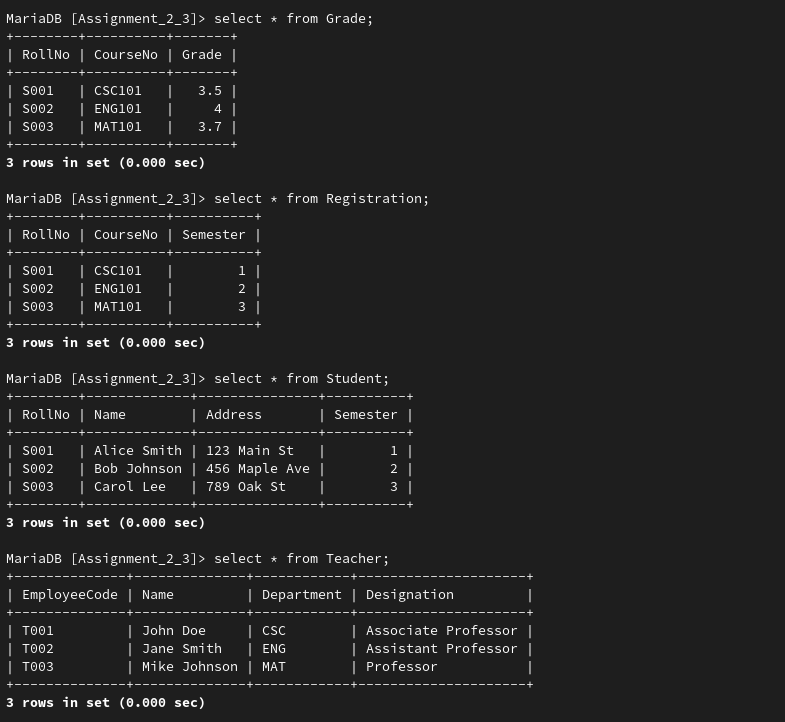 MariaDB [Assignment_2_3]> select * from Grade;
+--------+----------+-------+
| RollNo | CourseNo | Grade |
+--------+----------+-------+
| S001   | CSC101   |   3.5 |
| S002   | ENG101   |     4 |
| S003   | MAT101   |   3.7 |
+--------+----------+-------+
3 rows in set (0.000 sec)

MariaDB [Assignment_2_3]> select * from Registration;
+--------+----------+----------+
| RollNo | CourseNo | Semester |
+--------+----------+----------+
| S001   | CSC101   |        1 |
| S002   | ENG101   |        2 |
| S003   | MAT101   |        3 |
+--------+----------+----------+
3 rows in set (0.000 sec)

MariaDB [Assignment_2_3]> select * from Student;
+--------+-------------+---------------+----------+
| RollNo | Name        | Address       | Semester |
+--------+-------------+---------------+----------+
| S001   | Alice Smith | 123 Main St   |        1 |
| S002   | Bob Johnson | 456 Maple Ave |        2 |
| S003   | Carol Lee   | 789 Oak St    |        3 |
+--------+-------------+---------------+----------+
3 rows in set (0.000 sec)

MariaDB [Assignment_2_3]> select * from Teacher;
+--------------+--------------+------------+---------------------+
| EmployeeCode | Name         | Department | Designation         |
+--------------+--------------+------------+---------------------+
| T001         | John Doe     | CSC        | Associate Professor |
| T002         | Jane Smith   | ENG        | Assistant Professor |
| T003         | Mike Johnson | MAT        | Professor           |
+--------------+--------------+------------+---------------------+
3 rows in set (0.000 sec)